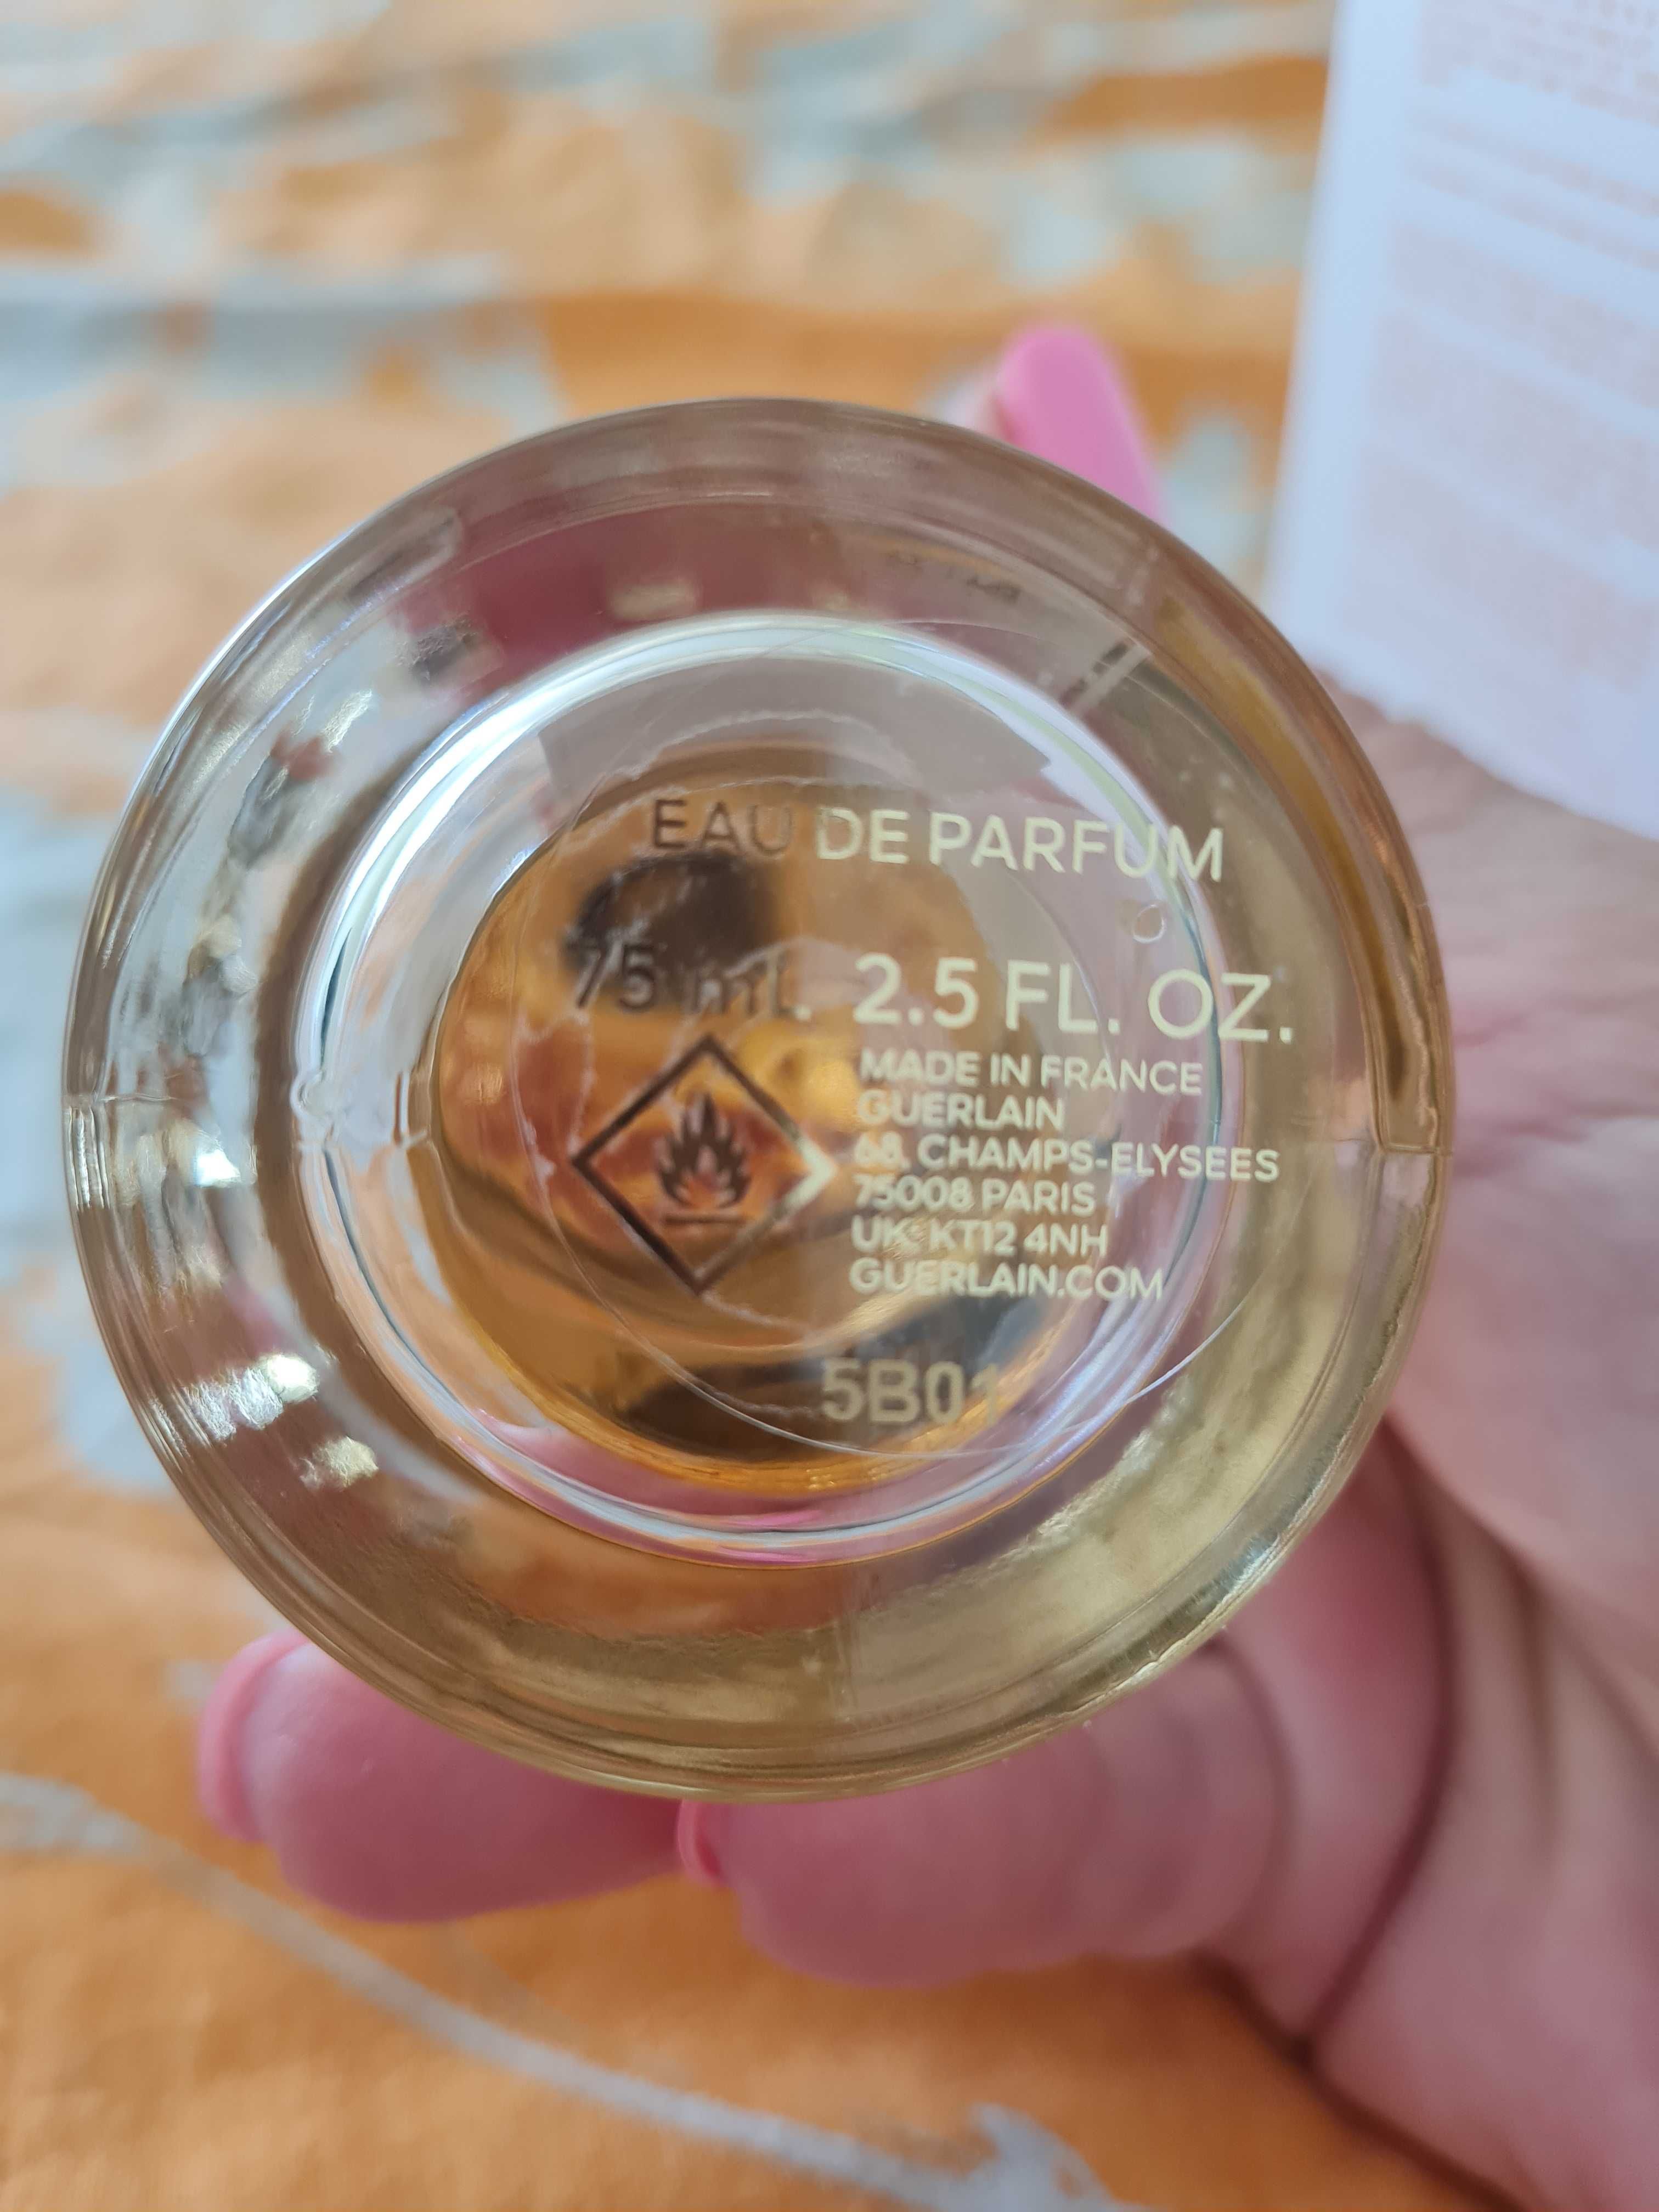 EAU DE PARFUM
75 mL. 2.5 FL. OZ.
MADE IN FRANCE
GUERLAIN
68, CHAMPS-ELYSEES
75008 PARIS
UK: KT12 4NH
GUERLAIN.COM
5B01